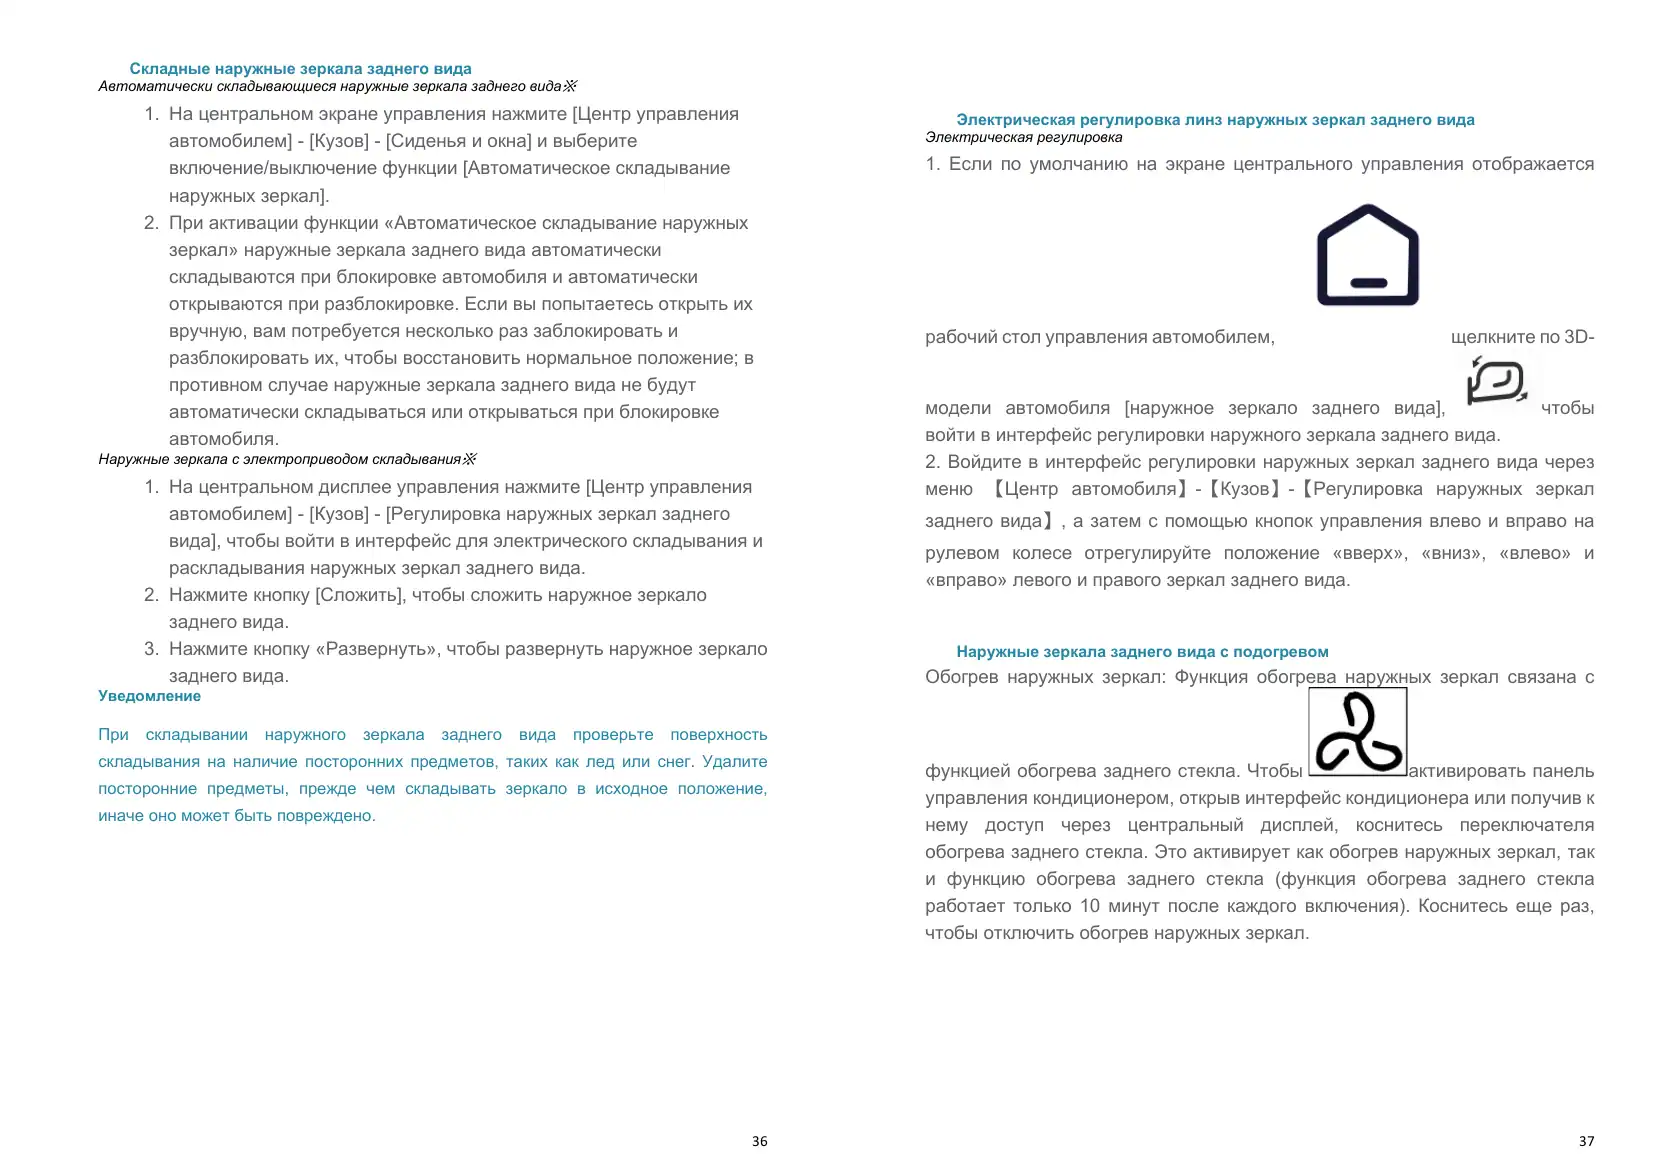 Складные наружные зеркала заднего вида
Автоматически складывающиеся наружные зеркала заднего вида※
1. На центральном экране управления нажмите [Центр управления
автомобилем] - [Кузов] - [Сиденья и окна] и выберите
включение/выключение функции [Автоматическое складывание
наружных зеркал].
2. При активации функции «Автоматическое складывание наружных
зеркал» наружные зеркала заднего вида автоматически
складываются при блокировке автомобиля и автоматически
открываются при разблокировке. Если вы попытаетесь открыть их
вручную, вам потребуется несколько раз заблокировать и
разблокировать их, чтобы восстановить нормальное положение; в
противном случае наружные зеркала заднего вида не будут
автоматически складываться или открываться при блокировке
автомобиля.
Наружные зеркала с электроприводом складывания※
1. На центральном дисплее управления нажмите [Центр управления
автомобилем] - [Кузов] - [Регулировка наружных зеркал заднего
вида], чтобы войти в интерфейс для электрического складывания и
раскладывания наружных зеркал заднего вида.
2. Нажмите кнопку [Сложить], чтобы сложить наружное зеркало
заднего вида.
3. Нажмите кнопку «Развернуть», чтобы развернуть наружное зеркало
заднего вида.
Уведомление
При складывании наружного зеркала заднего вида проверьте поверхность
складывания на наличие посторонних предметов, таких как лед или снег. Удалите
посторонние предметы, прежде чем складывать зеркало в исходное положение,
иначе оно может быть повреждено.
36
Электрическая регулировка линз наружных зеркал заднего вида
Электрическая регулировка
1. Если по умолчанию на экране центрального управления отображается
рабочий стол управления автомобилем, щелкните по 3D-
модели автомобиля [наружное зеркало заднего вида], чтобы
войти в интерфейс регулировки наружного зеркала заднего вида.
2. Войдите в интерфейс регулировки наружных зеркал заднего вида через
меню 【Центр автомобиля】-【Кузов】-【Регулировка наружных зеркал
заднего вида】, а затем с помощью кнопок управления влево и вправо на
рулевом колесе отрегулируйте положение «вверх», «вниз», «влево» и
«вправо» левого и правого зеркал заднего вида.
Наружные зеркала заднего вида с подогревом
Обогрев наружных зеркал: Функция обогрева наружных зеркал связана с
функцией обогрева заднего стекла. Чтобы активировать панель
управления кондиционером, открыв интерфейс кондиционера или получив к
нему доступ через центральный дисплей, коснитесь переключателя
обогрева заднего стекла. Это активирует как обогрев наружных зеркал, так
и функцию обогрева заднего стекла (функция обогрева заднего стекла
работает только 10 минут после каждого включения). Коснитесь еще раз,
чтобы отключить обогрев наружных зеркал.
37